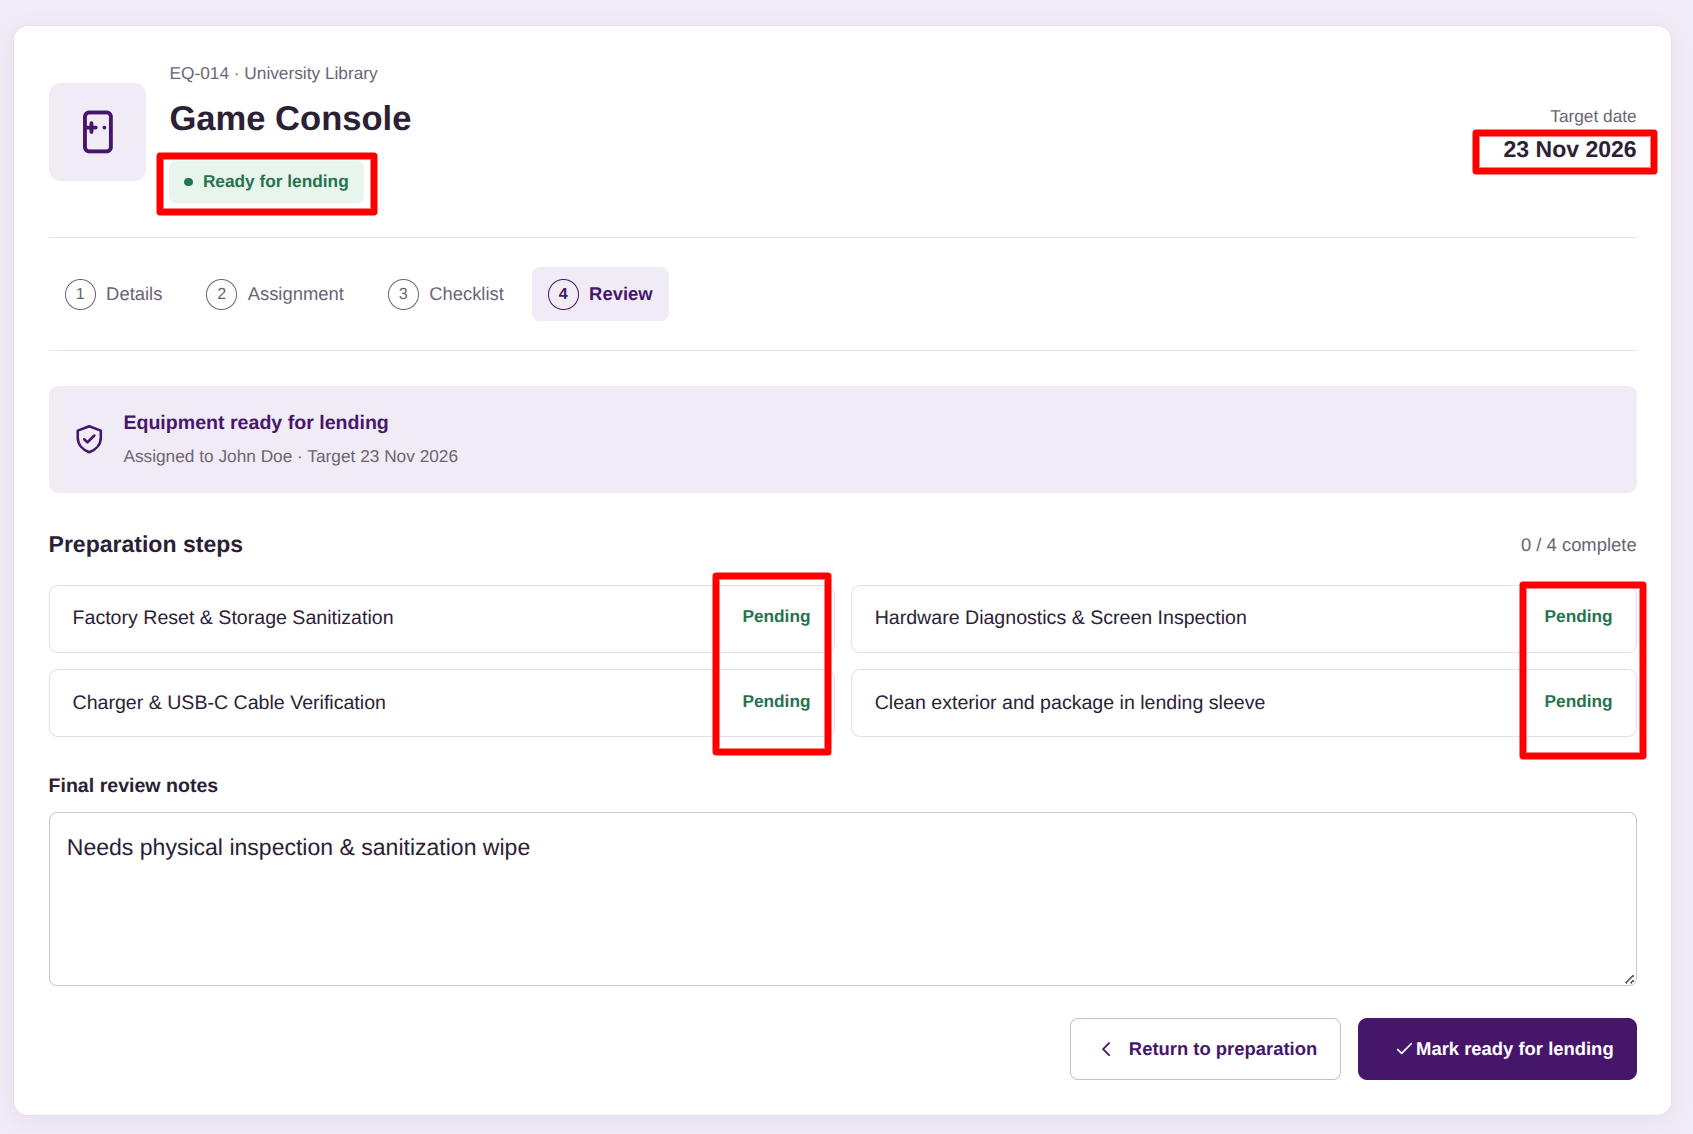 EQ-014 · University Library
Game Console
Ready for lending
Target date
23 Nov 2026
1 Details
2 Assignment
3 Checklist
4 Review
Equipment ready for lending
Assigned to John Doe · Target 23 Nov 2026
Preparation steps
0 / 4 complete
Factory Reset & Storage Sanitization
Pending
Hardware Diagnostics & Screen Inspection
Pending
Charger & USB-C Cable Verification
Pending
Clean exterior and package in lending sleeve
Pending
Final review notes
Needs physical inspection & sanitization wipe
Return to preparation
Mark ready for lending